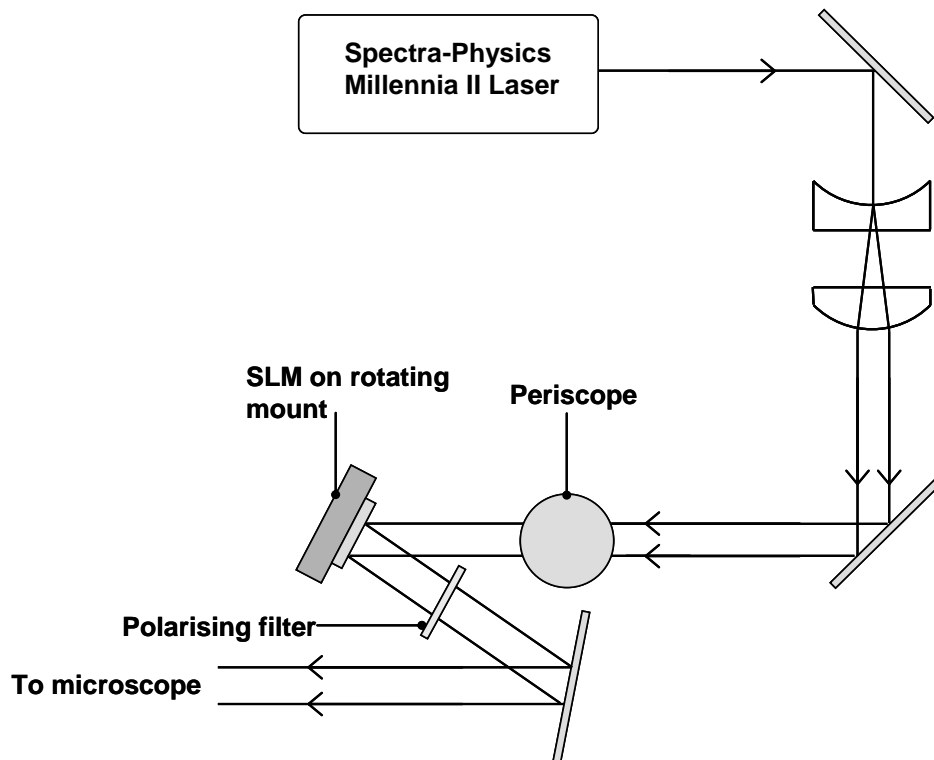 Spectra-Physics
Millennia II Laser
SLM on rotating
mount
Periscope
Polarising filter
To microscope